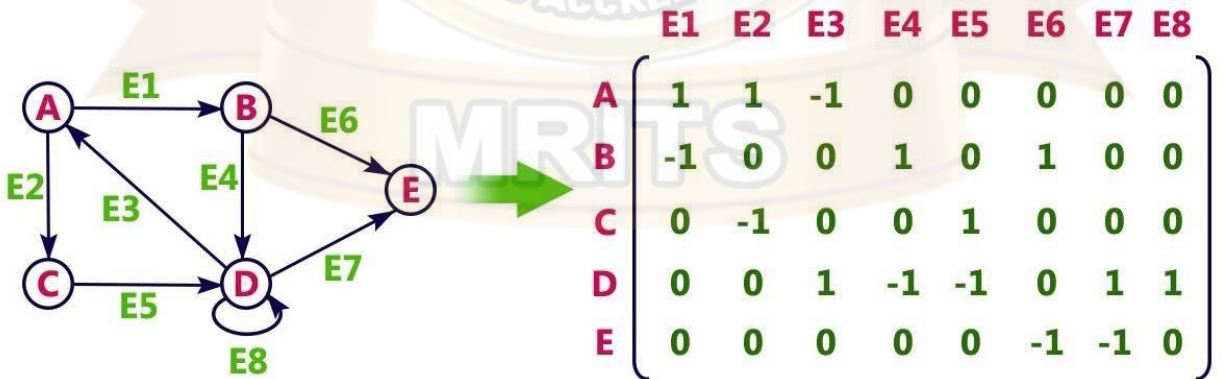 ACCRE
E1 E2 E3 E4 E5 E6 E7 E8
A 1 1 -1 0 0 0 0 0
B -1 0 0 1 0 1 0 0
C 0 -1 0 0 1 0 0 0
D 0 0 1 -1 -1 0 1 1
E 0 0 0 0 0 -1 -1 0
A E1 B
E6
E2 E3 E4 E
C E5 D E7
E8
MRITS